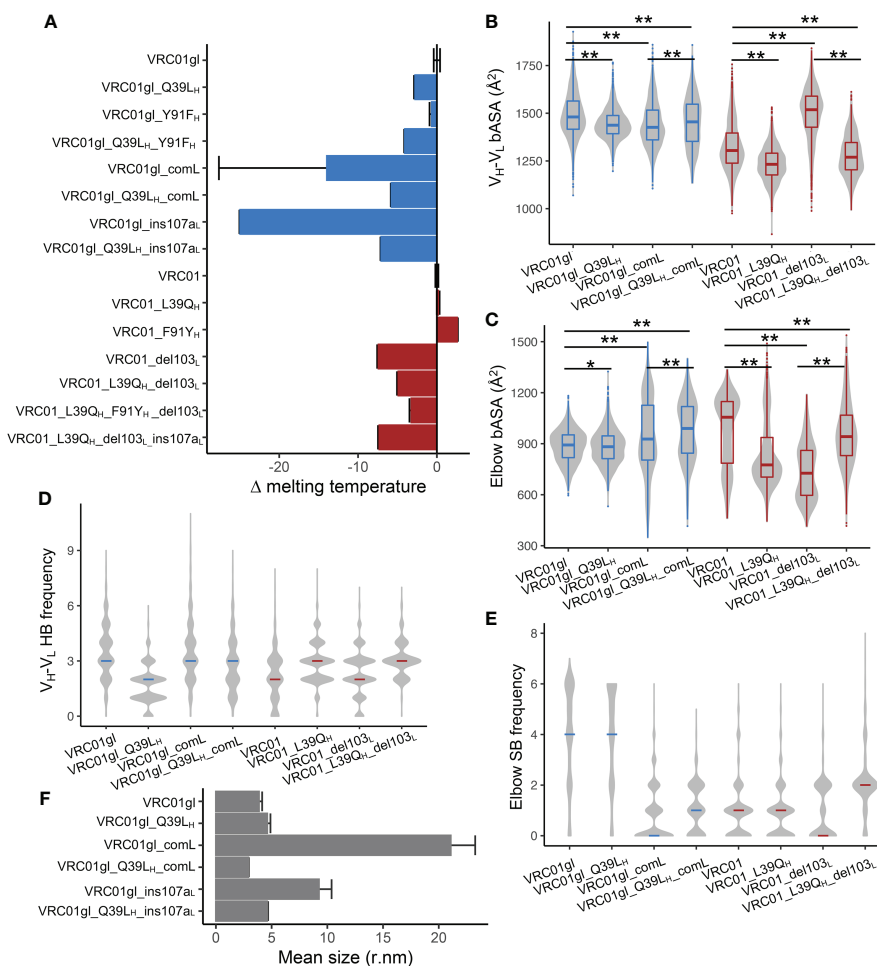 A
VRC01gl
VRC01gl_Q39LH
VRC01gl_Y91FH
VRC01gl_Q39LH_Y91FH
VRC01gl_comL
VRC01gl_Q39LH_comL
VRC01gl_ins107aL
VRC01gl_Q39LH_ins107aL
VRC01
VRC01_L39QH
VRC01_F91YH
VRC01_del103L
VRC01_L39QH_del103L
VRC01_L39QH_F91YH_del103L
VRC01_L39QH_del103L_ins107aL
-20 -10 0
Δ melting temperature
B
VH-VL bASA (Å²)
1750
1500
1250
1000
** ** ** ** ** ** ** **
VRC01gl
VRC01gl_Q39LH
VRC01gl_comL
VRC01gl_Q39LH_comL
VRC01
VRC01_L39QH
VRC01_del103L
VRC01_L39QH_del103L
C
Elbow bASA (Å²)
1500
1200
900
600
300
** ** * ** ** ** ** **
VRC01gl
VRC01gl_Q39LH
VRC01gl_comL
VRC01gl_Q39LH_comL
VRC01
VRC01_L39QH
VRC01_del103L
VRC01_L39QH_del103L
D
VH-VL HB frequency
9
6
3
0
VRC01gl
VRC01gl_Q39LH
VRC01gl_comL
VRC01gl_Q39LH_comL
VRC01
VRC01_L39QH
VRC01_del103L
VRC01_L39QH_del103L
E
Elbow SB frequency
8
6
4
2
0
VRC01gl
VRC01gl_Q39LH
VRC01gl_comL
VRC01gl_Q39LH_comL
VRC01
VRC01_L39QH
VRC01_del103L
VRC01_L39QH_del103L
F
VRC01gl
VRC01gl_Q39LH
VRC01gl_comL
VRC01gl_Q39LH_comL
VRC01gl_ins107aL
VRC01gl_Q39LH_ins107aL
0 5 10 15 20
Mean size (r.nm)